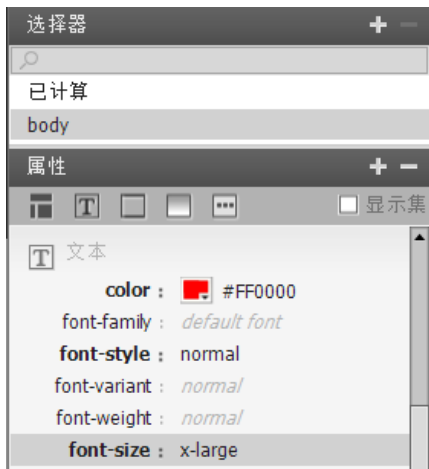 选择器
已计算
body
属性
显示集
文本
color : #FF0000
font-family : default font
font-style : normal
font-variant : normal
font-weight : normal
font-size : x-large